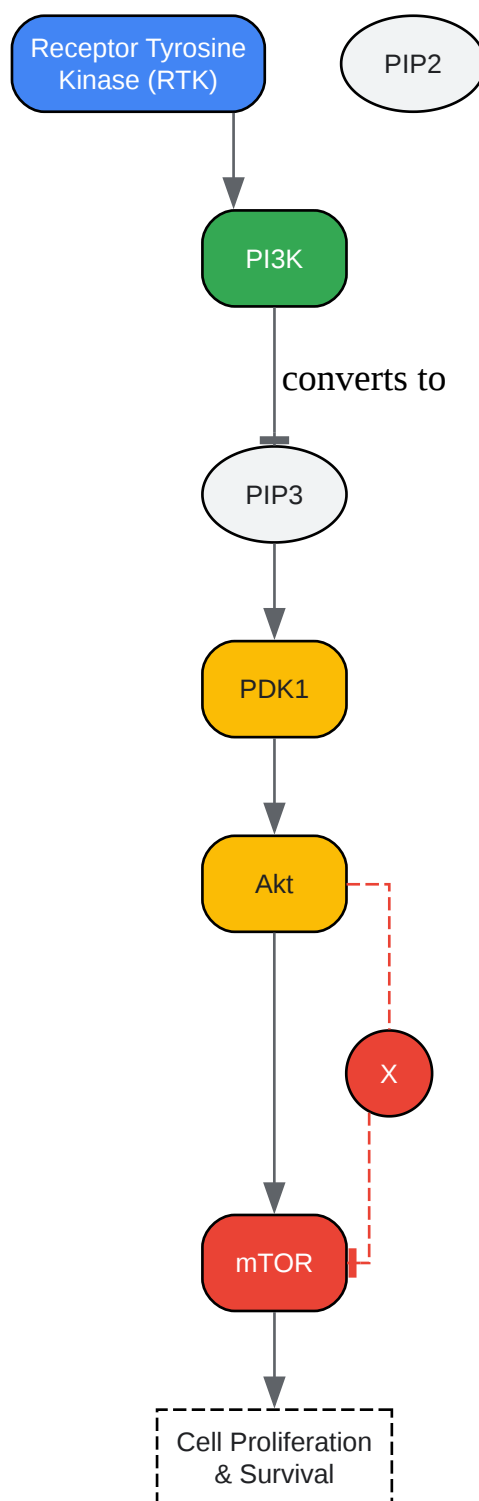 Receptor Tyrosine
Kinase (RTK)
PIP2
PI3K
converts to
PIP3
PDK1
Akt
X
mTOR
Cell Proliferation
& Survival